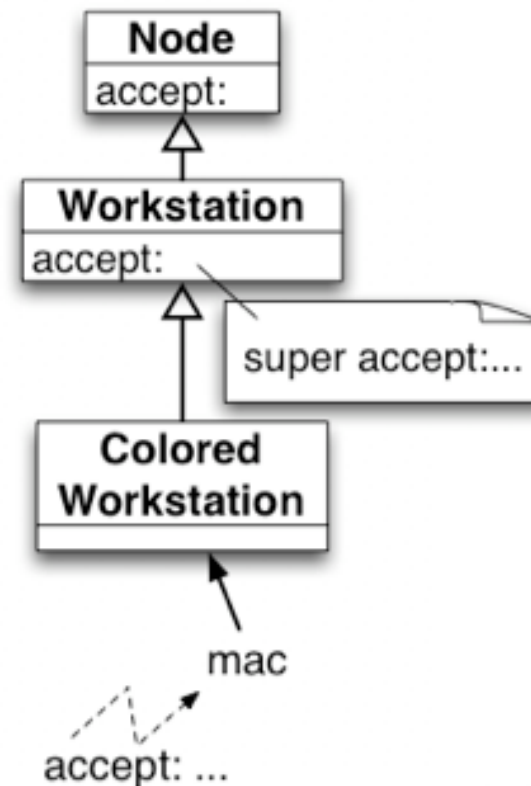 Node
accept:
Workstation
accept:
super accept:...
Colored
Workstation
mac
accept: ...